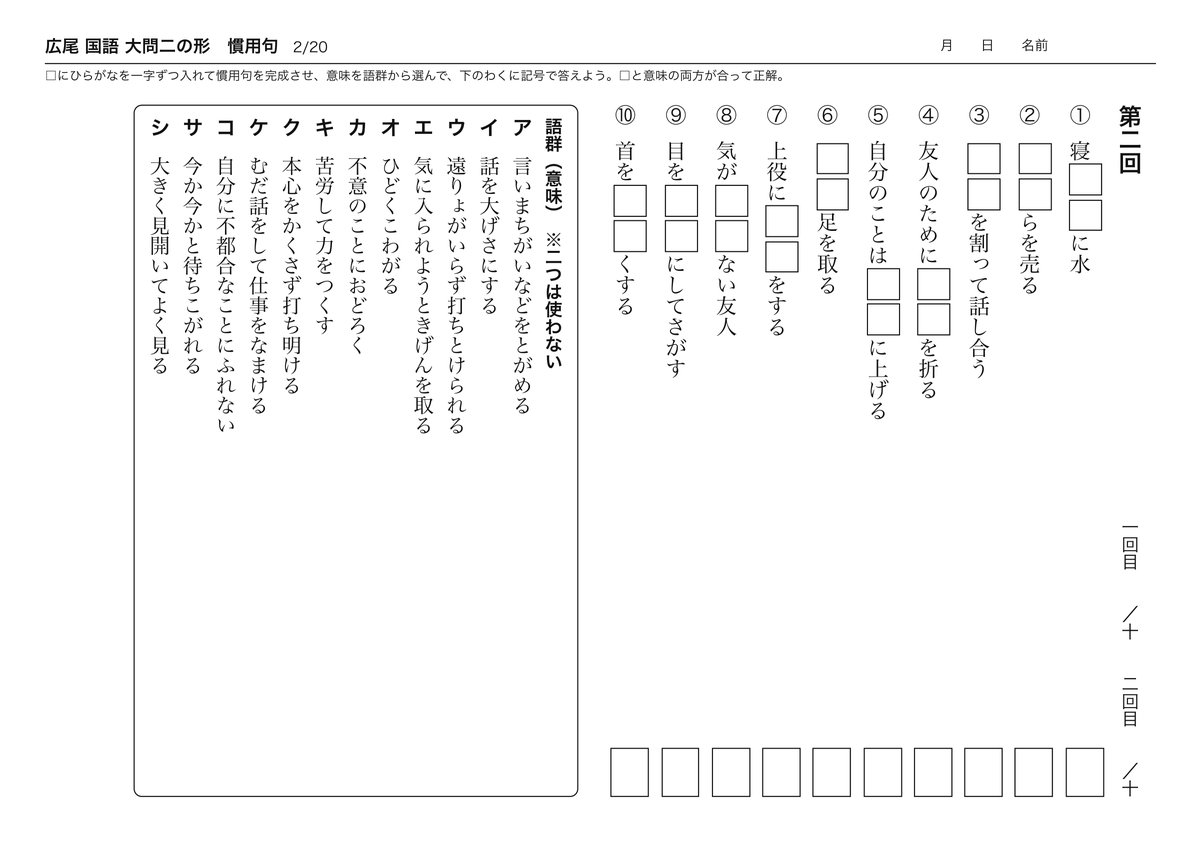 広尾 国語 大問二の形　慣用句 2/20
月　日　名前
□にひらがなを一字ずつ入れて慣用句を完成させ、意味を語群から選んで、下のわくに記号で答えよう。□と意味の両方が合って正解。
第二回　一回目　／十　二回目　／十
① 寝□□に水
② □□らを売る
③ □□を割って話し合う
④ 友人のために□□を折る
⑤ 自分のことは□□に上げる
⑥ □□足を取る
⑦ 上役に□□をする
⑧ 気が□□ない友人
⑨ 目を□□にしてさがす
⑩ 首を□□くする
語群（意味）　※二つは使わない
ア　言いまちがいなどをとがめる
イ　話を大げさにする
ウ　遠りょがいらず打ちとけられる
エ　気に入られようときげんを取る
オ　ひどくこわがる
カ　不意のことにおどろく
キ　苦労して力をつくす
ク　本心をかくさず打ち明ける
ケ　むだ話をして仕事をなまける
コ　自分に不都合なことにふれない
サ　今か今かと待ちこがれる
シ　大きく見開いてよく見る